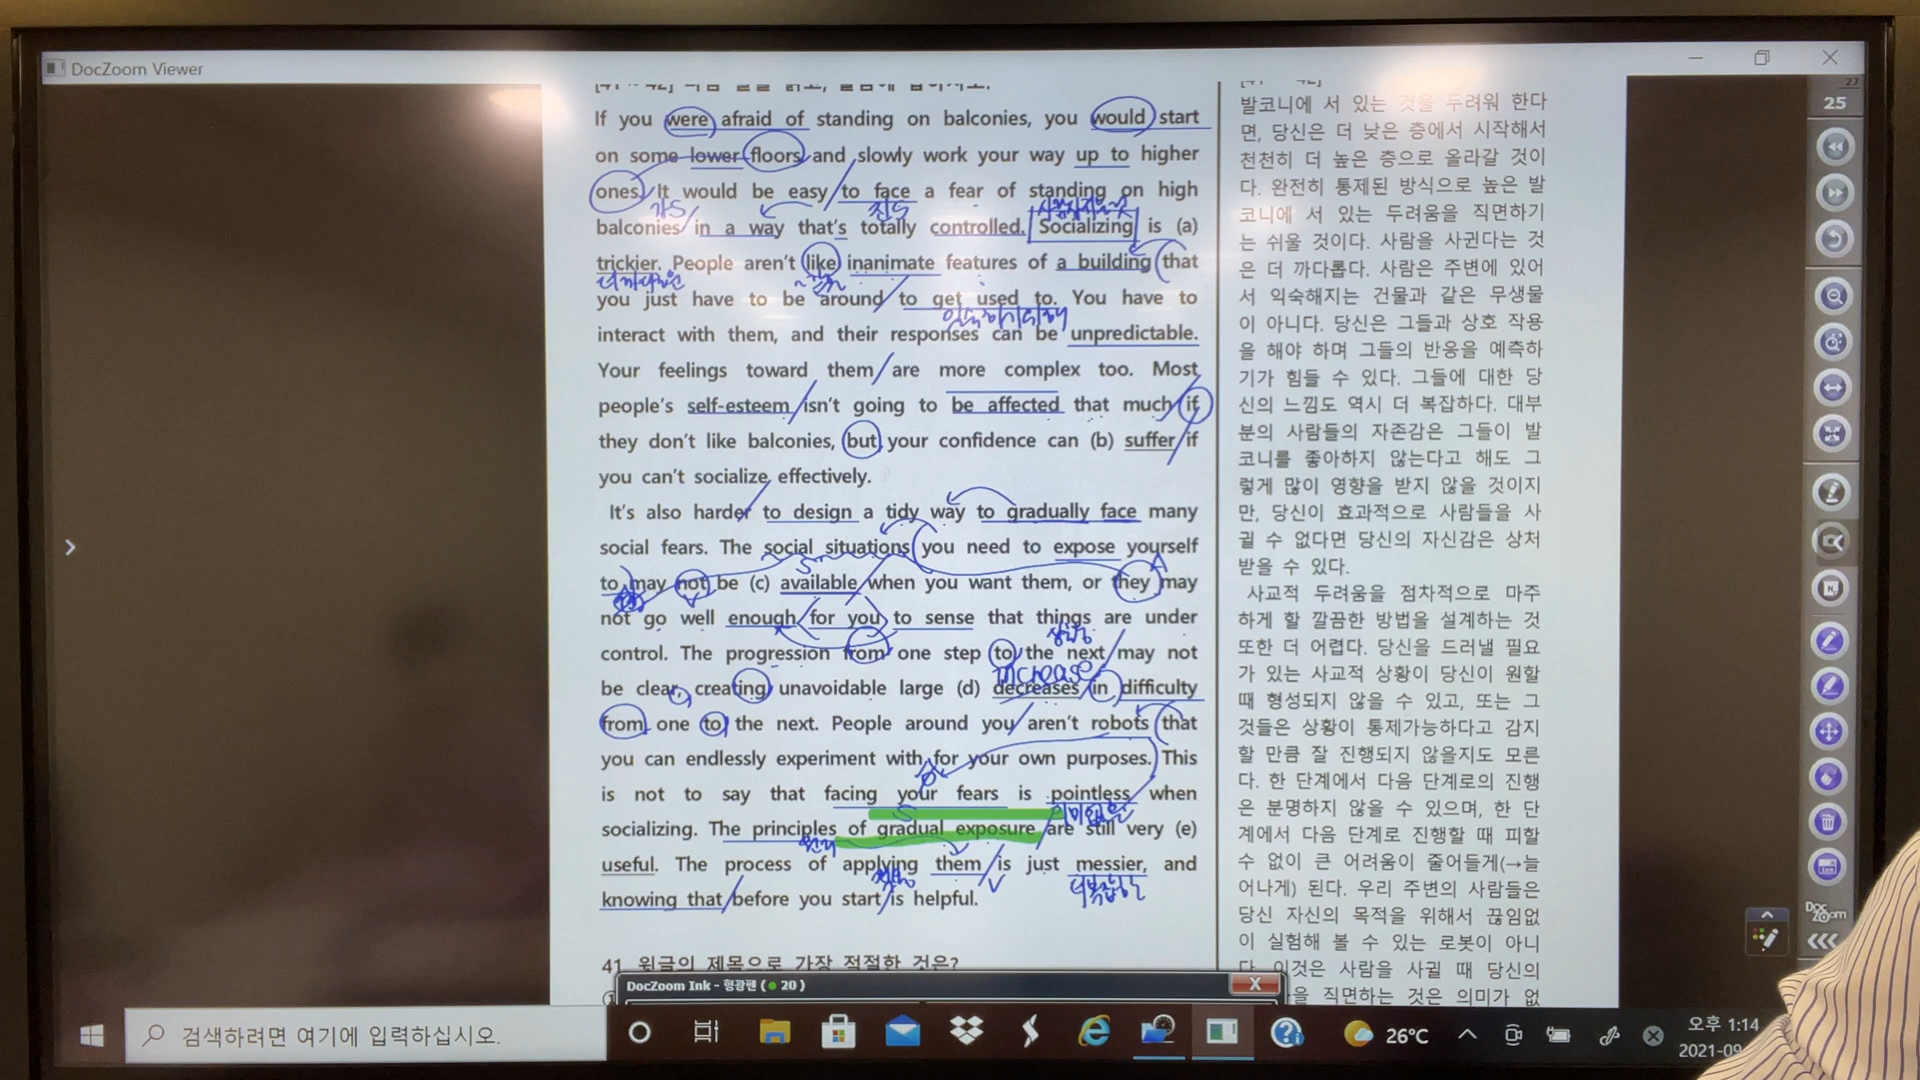 DocZoom Viewer
If you were afraid of standing on balconies, you would start
on some lower floors and slowly work your way up to higher
ones. It would be easy to face a fear of standing on high
balconies in a way that's totally controlled. Socializing is (a)
trickier. People aren't like inanimate features of a building that
you just have to be around to get used to. You have to
interact with them, and their responses can be unpredictable.
Your feelings toward them are more complex too. Most
people's self-esteem isn't going to be affected that much if
they don't like balconies, but your confidence can (b) suffer if
you can't socialize effectively.
It's also harder to design a tidy way to gradually face many
social fears. The social situations you need to expose yourself
to may not be (c) available when you want them, or they may
not go well enough for you to sense that things are under
control. The progression from one step to the next may not
increase
be clear, creating unavoidable large (d) decreases in difficulty
from one to the next. People around you aren't robots that
you can endlessly experiment with for your own purposes. This
is not to say that facing your fears is pointless when
socializing. The principles of gradual exposure are still very (e)
useful. The process of applying them is just messier, and
knowing that before you start is helpful.
41 윗글의 제목으로 가장 적절한 것은?
발코니에 서 있는 것을 두려워 한다
면, 당신은 더 낮은 층에서 시작해서
천천히 더 높은 층으로 올라갈 것이
다. 완전히 통제된 방식으로 높은 발
코니에 서 있는 두려움을 직면하기
는 쉬울 것이다. 사람을 사귄다는 것
은 더 까다롭다. 사람은 주변에 있어
서 익숙해지는 건물과 같은 무생물
이 아니다. 당신은 그들과 상호 작용
을 해야 하며 그들의 반응을 예측하
기가 힘들 수 있다. 그들에 대한 당
신의 느낌도 역시 더 복잡하다. 대부
분의 사람들의 자존감은 그들이 발
코니를 좋아하지 않는다고 해도 그
렇게 많이 영향을 받지 않을 것이지
만, 당신이 효과적으로 사람들을 사
귈 수 없다면 당신의 자신감은 상처
받을 수 있다.
사교적 두려움을 점차적으로 마주
하게 할 깔끔한 방법을 설계하는 것
또한 더 어렵다. 당신을 드러낼 필요
가 있는 사교적 상황이 당신이 원할
때 형성되지 않을 수 있고, 또는 그
것들은 상황이 통제가능하다고 감지
할 만큼 잘 진행되지 않을지도 모른
다. 한 단계에서 다음 단계로의 진행
은 분명하지 않을 수 있으며, 한 단
계에서 다음 단계로 진행할 때 피할
수 없이 큰 어려움이 줄어들게(→늘
어나게) 된다. 우리 주변의 사람들은
당신 자신의 목적을 위해서 끊임없
이 실험해 볼 수 있는 로봇이 아니
다. 이것은 사람을 사귈 때 당신의
을 직면하는 것은 의미가 없
27
25
DocZoom
DocZoom Ink - 형광펜 (20)
검색하려면 여기에 입력하십시오.
26°C
오후 1:14
2021-09